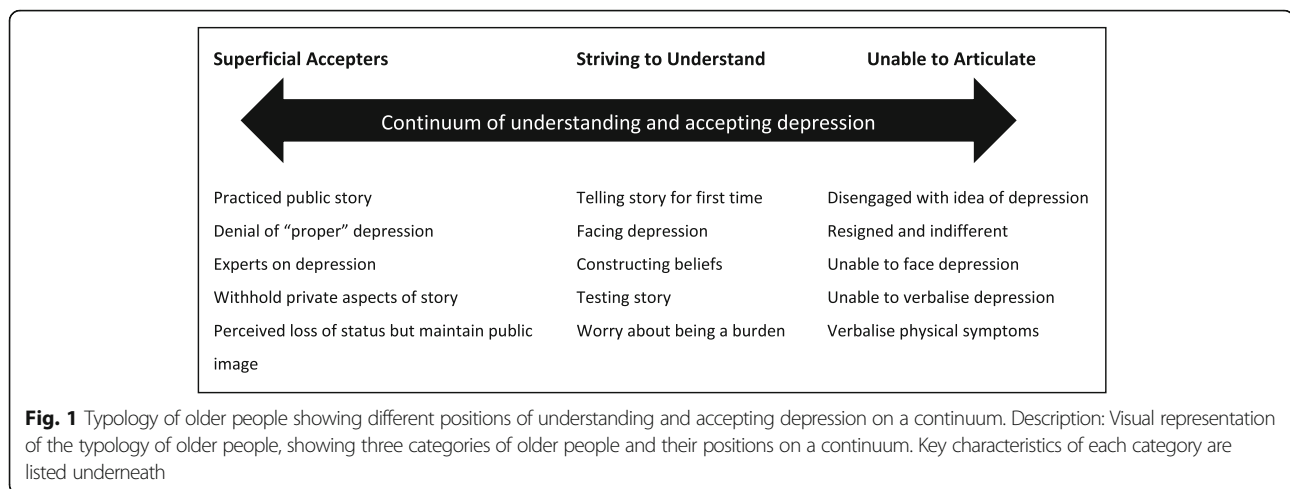 Superficial Accepters
Striving to Understand
Unable to Articulate
Continuum of understanding and accepting depression
Practiced public story
Denial of “proper” depression
Experts on depression
Withhold private aspects of story
Perceived loss of status but maintain public
image
Telling story for first time
Facing depression
Constructing beliefs
Testing story
Worry about being a burden
Disengaged with idea of depression
Resigned and indifferent
Unable to face depression
Unable to verbalise depression
Verbalise physical symptoms
Fig. 1 Typology of older people showing different positions of understanding and accepting depression on a continuum. Description: Visual representation
of the typology of older people, showing three categories of older people and their positions on a continuum. Key characteristics of each category are
listed underneath